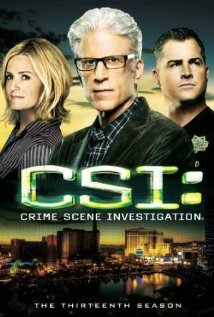 CSI:
CRIME SCENE INVESTIGATION
THE THIRTEENTH SEASON